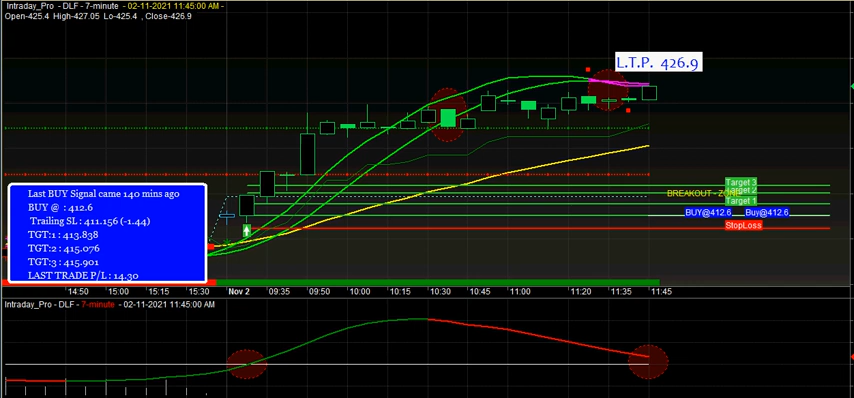 Intraday_Pro - DLF - 7-minute - 02-11-2021 11:45:00 AM
Open-425.4 High-427.05 Lo-425.4 , Close-426.9
L.T.P. 426.9
Target 3
Target 2
BREAKOUT - ZONE
Target 1
BUY@412.6 Buy@412.6
StopLoss
Last BUY Signal came 140 mins ago
BUY @ : 412.6
Trailing SL : 411.156 (-1.44)
TGT:1 : 413.838
TGT:2 : 415.076
TGT:3 : 415.901
LAST TRADE P/L : 14.30
14:50 15:00 15:15 15:30 Nov 2 09:35 09:50 10:00 10:15 10:30 10:45 11:00 11:20 11:35 11:45
Intraday_Pro - DLF - 7-minute - 02-11-2021 11:45:00 AM